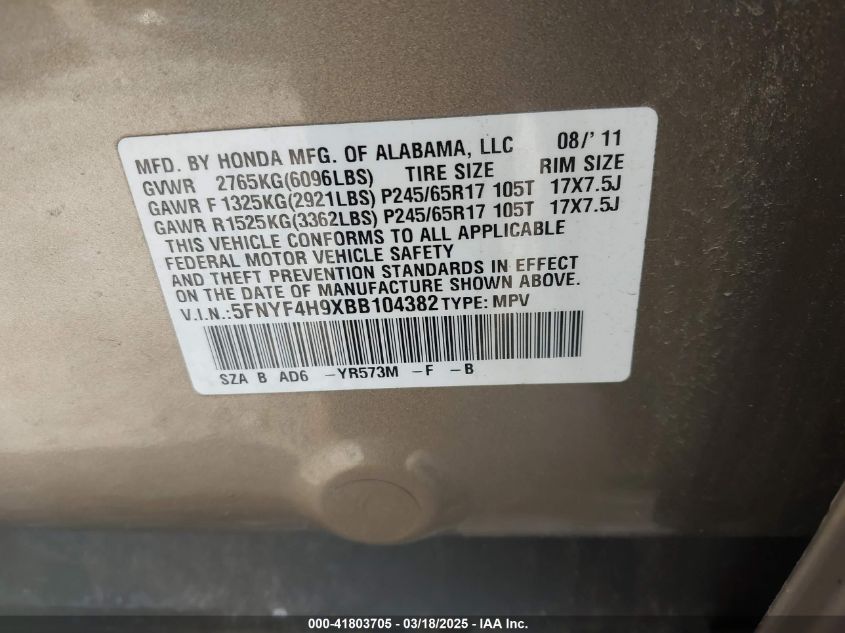 MFD. BY HONDA MFG. OF ALABAMA, LLC 08/' 11
GVWR 2765KG(6096LBS) TIRE SIZE RIM SIZE
GAWR F 1325KG(2921LBS) P245/65R17 105T 17X7.5J
GAWR R1525KG(3362LBS) P245/65R17 105T 17X7.5J
THIS VEHICLE CONFORMS TO ALL APPLICABLE
FEDERAL MOTOR VEHICLE SAFETY
AND THEFT PREVENTION STANDARDS IN EFFECT
ON THE DATE OF MANUFACTURE SHOWN ABOVE.
V.I.N.:5FNYF4H9XBB104382 TYPE: MPV
SZA B AD6 -YR573M -F -B
000-41803705 - 03/18/2025 - IAA Inc.